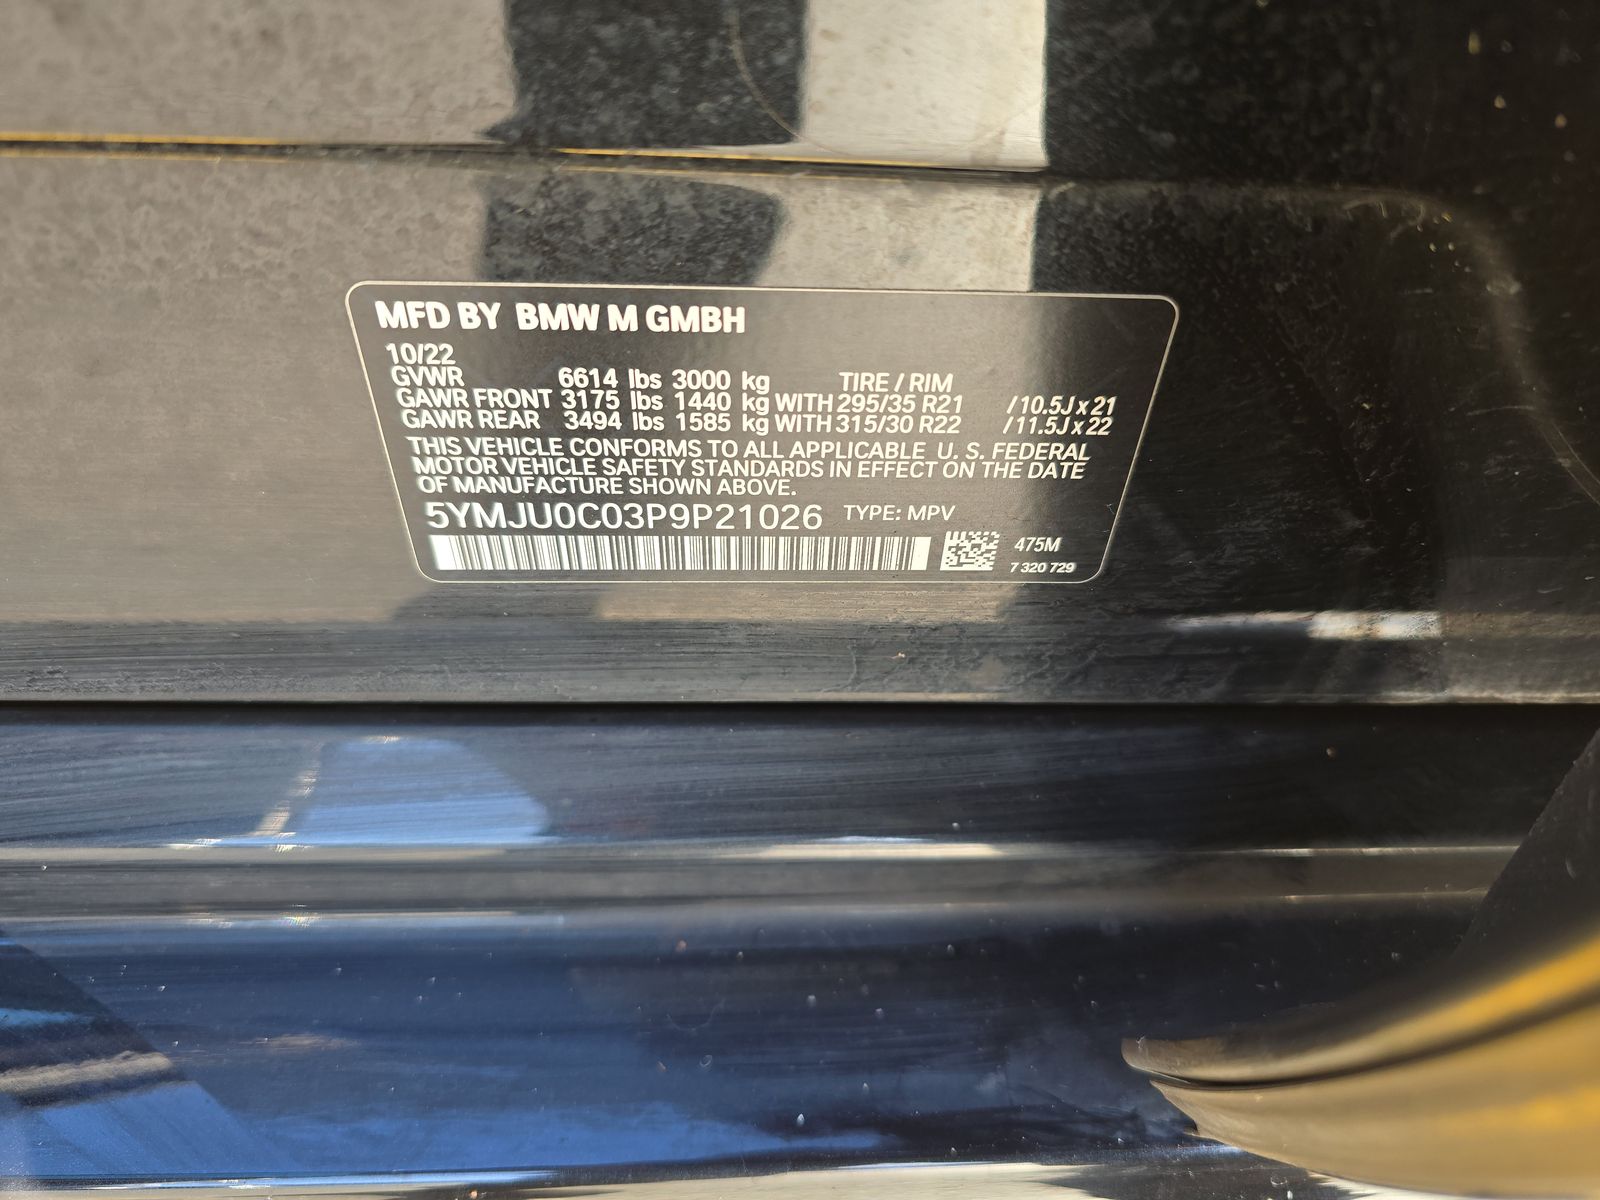 MFD BY BMW M GMBH
10/22
GVWR 6614 lbs 3000 kg TIRE / RIM
GAWR FRONT 3175 lbs 1440 kg WITH 295/35 R21 / 10.5J x 21
GAWR REAR 3494 lbs 1585 kg WITH 315/30 R22 / 11.5J x 22
THIS VEHICLE CONFORMS TO ALL APPLICABLE U. S. FEDERAL
MOTOR VEHICLE SAFETY STANDARDS IN EFFECT ON THE DATE
OF MANUFACTURE SHOWN ABOVE.
5YMJU0C03P9P21026 TYPE: MPV
475M
7 320 729